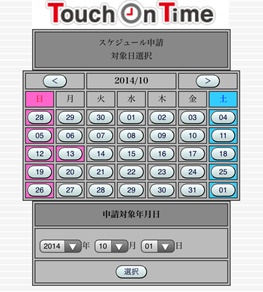 Touch On Time
スケジュール申請
対象日選択
< 2014/10 >
日 月 火 水 木 金 土
28 29 30 01 02 03 04
05 06 07 08 09 10 11
12 13 14 15 16 17 18
19 20 21 22 23 24 25
26 27 28 29 30 31 01
申請対象年月日
2014 ▼ 年 10 ▼ 月 01 ▼ 日
選択